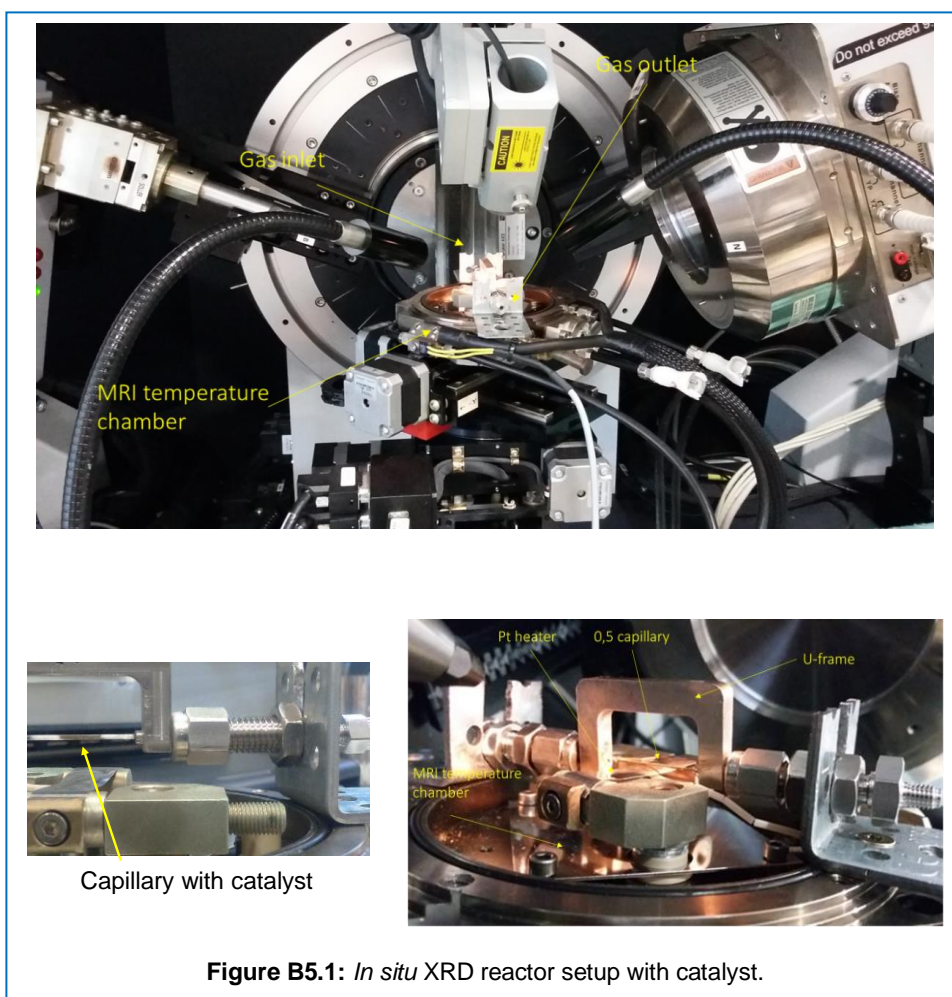 Gas outlet
Do not exceed
CAUTION
Gas inlet
N
MRI temperature
chamber
Pt heater
0,5 capillary
U-frame
MRI temperature
chamber
Capillary with catalyst
Figure B5.1: In situ XRD reactor setup with catalyst.